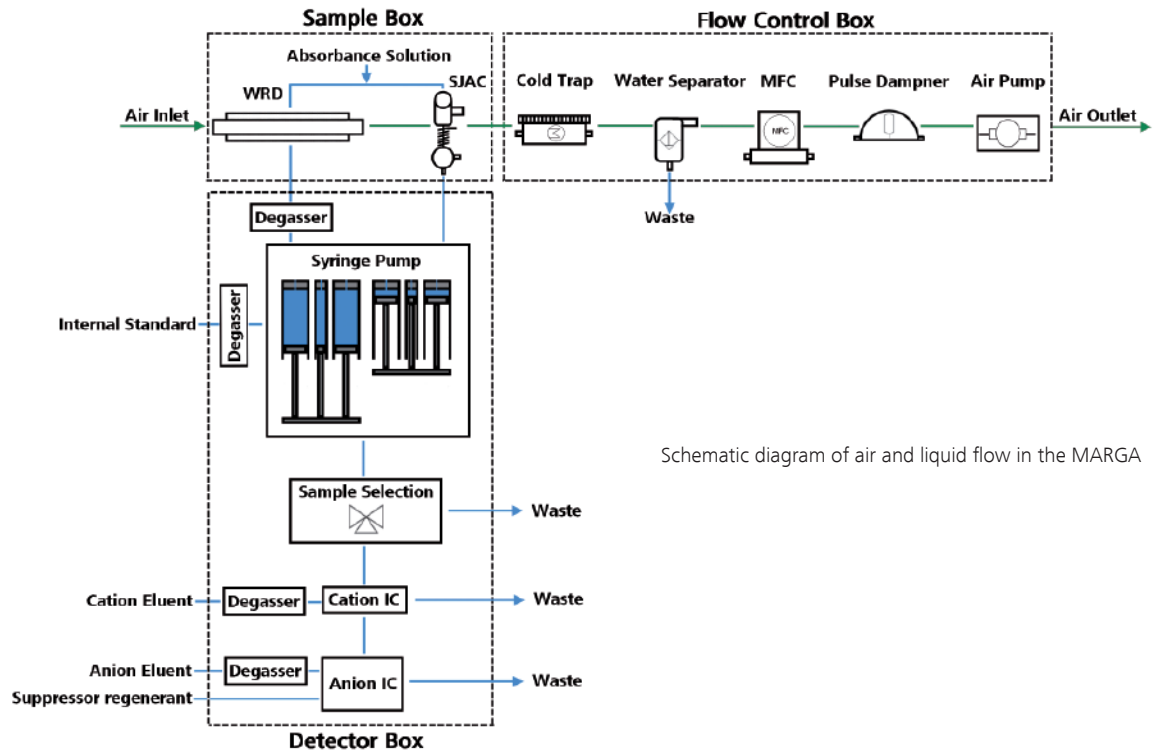 Sample Box
Flow Control Box
Absorbance Solution
WRD
SJAC
Cold Trap
Water Separator
MFC
Pulse Dampner
Air Pump
Air Inlet
MFC
Air Outlet
Waste
Degasser
Syringe Pump
Internal Standard
Degasser
Schematic diagram of air and liquid flow in the MARGA
Sample Selection
Waste
Cation Eluent
Degasser
Cation IC
Waste
Anion Eluent
Degasser
Anion IC
Waste
Suppressor regenerant
Detector Box